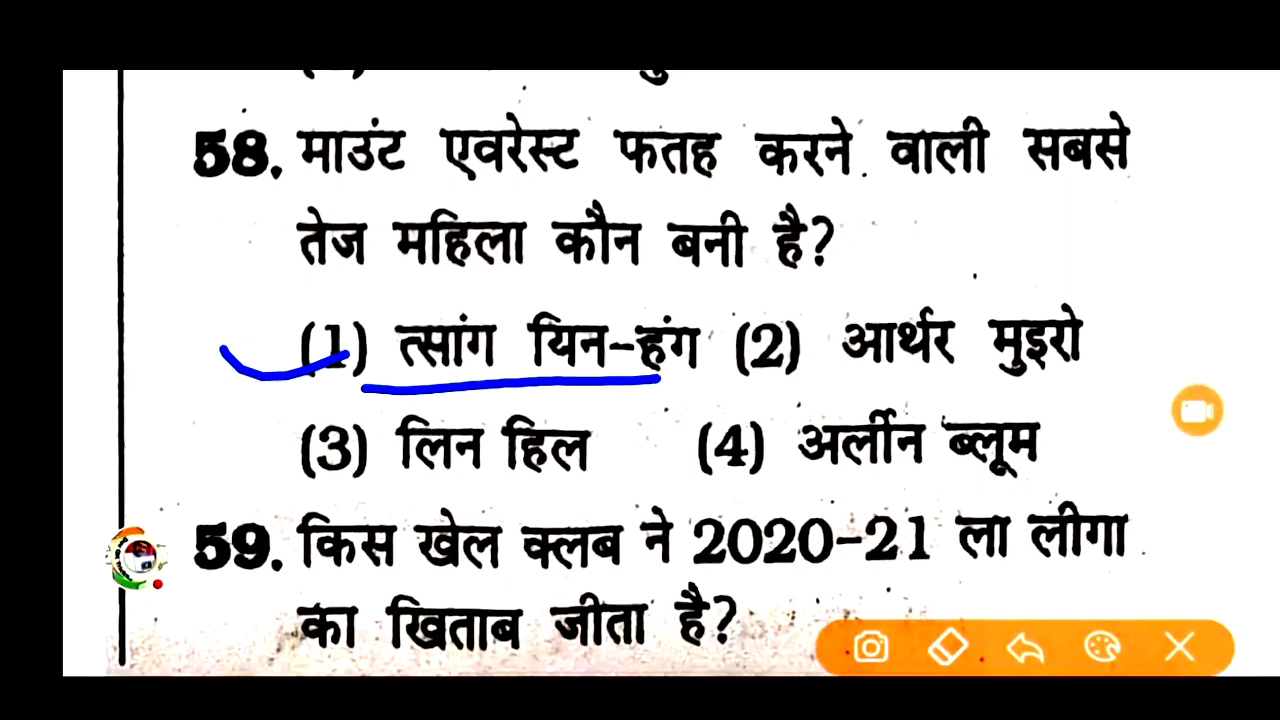 58. माउंट एवरेस्ट फतह करने वाली सबसे
तेज महिला कौन बनी है?
(1) त्सांग यिन-हंग (2) आर्थर मुइरो
(3) लिन हिल (4) अर्लीन ब्लूम
59. किस खेल क्लब ने 2020-21 ला लीगा
का खिताब जीता है?